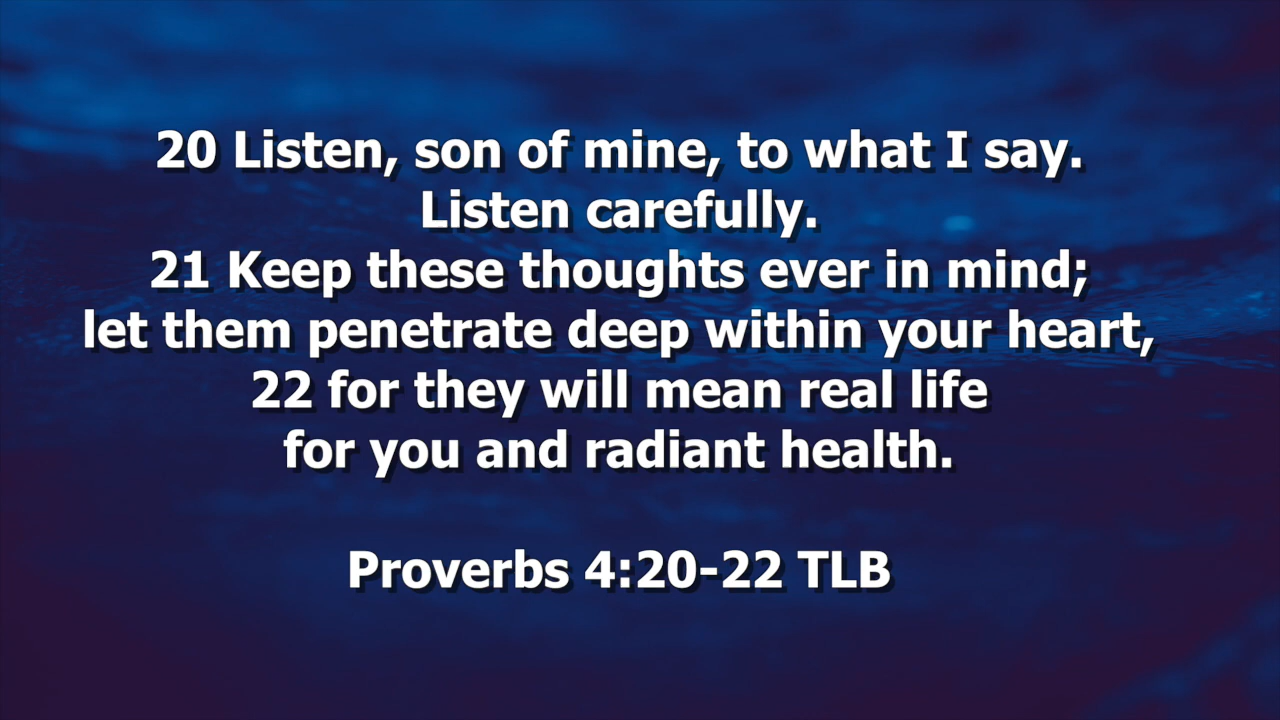 20 Listen, son of mine, to what I say.
Listen carefully.
21 Keep these thoughts ever in mind;
let them penetrate deep within your heart,
22 for they will mean real life
for you and radiant health.
Proverbs 4:20-22 TLB